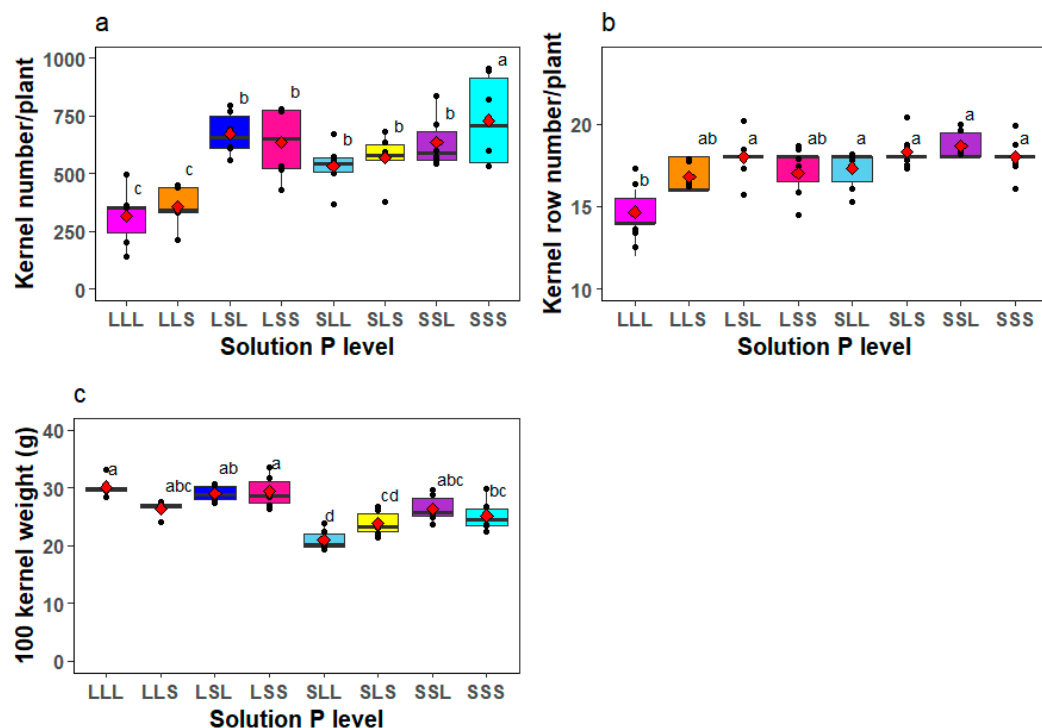 a
Kernel number/plant
1000
750
500
250
0
c
c
b
b
b
b
b
a
LLL LLS LSL LSS SLL SLS SSL SSS
Solution P level
b
Kernel row number/plant
20
15
10
b
ab
a
ab
a
a
a
a
LLL LLS LSL LSS SLL SLS SSL SSS
Solution P level
c
100 kernel weight (g)
40
30
20
10
0
a
abc
ab
a
d
cd
abc
bc
LLL LLS LSL LSS SLL SLS SSL SSS
Solution P level